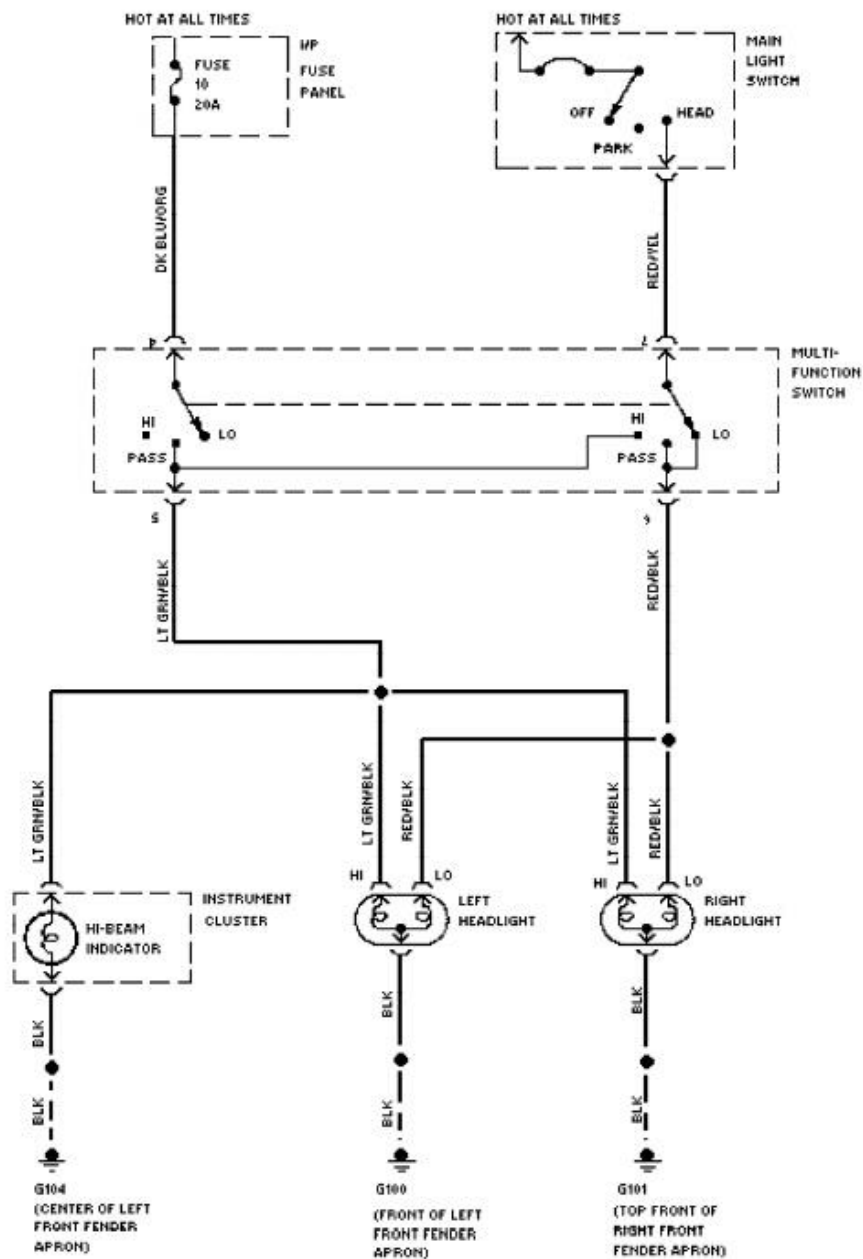 HOT AT ALL TIMES
HOT AT ALL TIMES
I/P
FUSE
PANEL
FUSE
10
20A
MAIN
LIGHT
SWITCH
OFF
HEAD
PARK
DK BLU/ORG
RED/YEL
4
7
MULTI-
FUNCTION
SWITCH
HI
LO
PASS
HI
LO
PASS
5
6
LT GRN/BLK
RED/BLK
LT GRN/BLK
LT GRN/BLK
RED/BLK
LT GRN/BLK
RED/BLK
HI
LO
HI
LO
INSTRUMENT
CLUSTER
HI-BEAM
INDICATOR
LEFT
HEADLIGHT
RIGHT
HEADLIGHT
BLK
BLK
BLK
BLK
BLK
BLK
G104
(CENTER OF LEFT
FRONT FENDER
APRON)
G100
(FRONT OF LEFT
FRONT FENDER
APRON)
G101
(TOP FRONT OF
RIGHT FRONT
FENDER APRON)